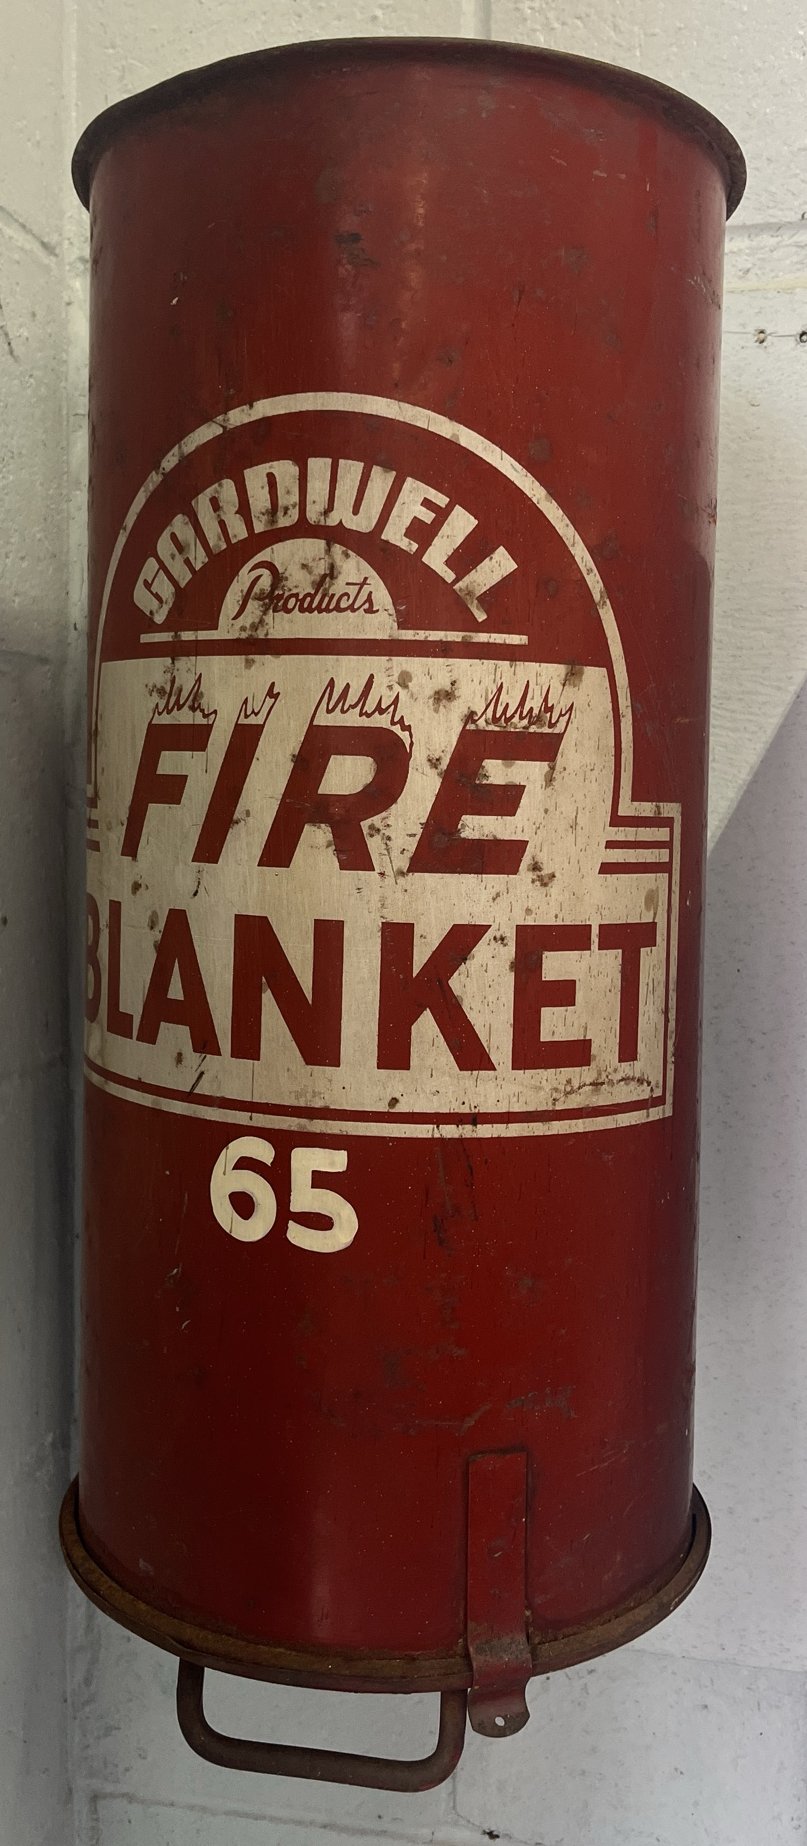 GARDWELL
Products
FIRE
BLANKET
65